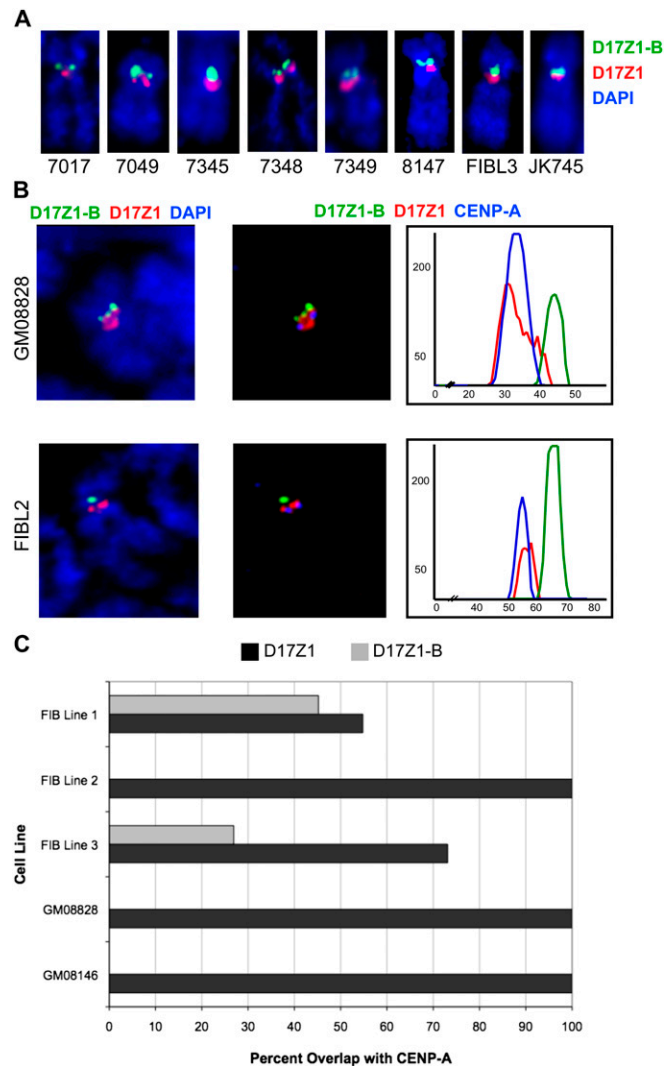 A
D17Z1-B
D17Z1
DAPI
7017 7049 7345 7348 7349 8147 FIBL3 JK745
B
D17Z1-B D17Z1 DAPI
D17Z1-B D17Z1 CENP-A
GM08828
200
50
0 20 30 40 50
FIBL2
200
50
0 40 50 60 70 80
C
D17Z1 D17Z1-B
FIB Line 1
FIB Line 2
FIB Line 3
GM08828
GM08146
Cell Line
0 10 20 30 40 50 60 70 80 90 100
Percent Overlap with CENP-A